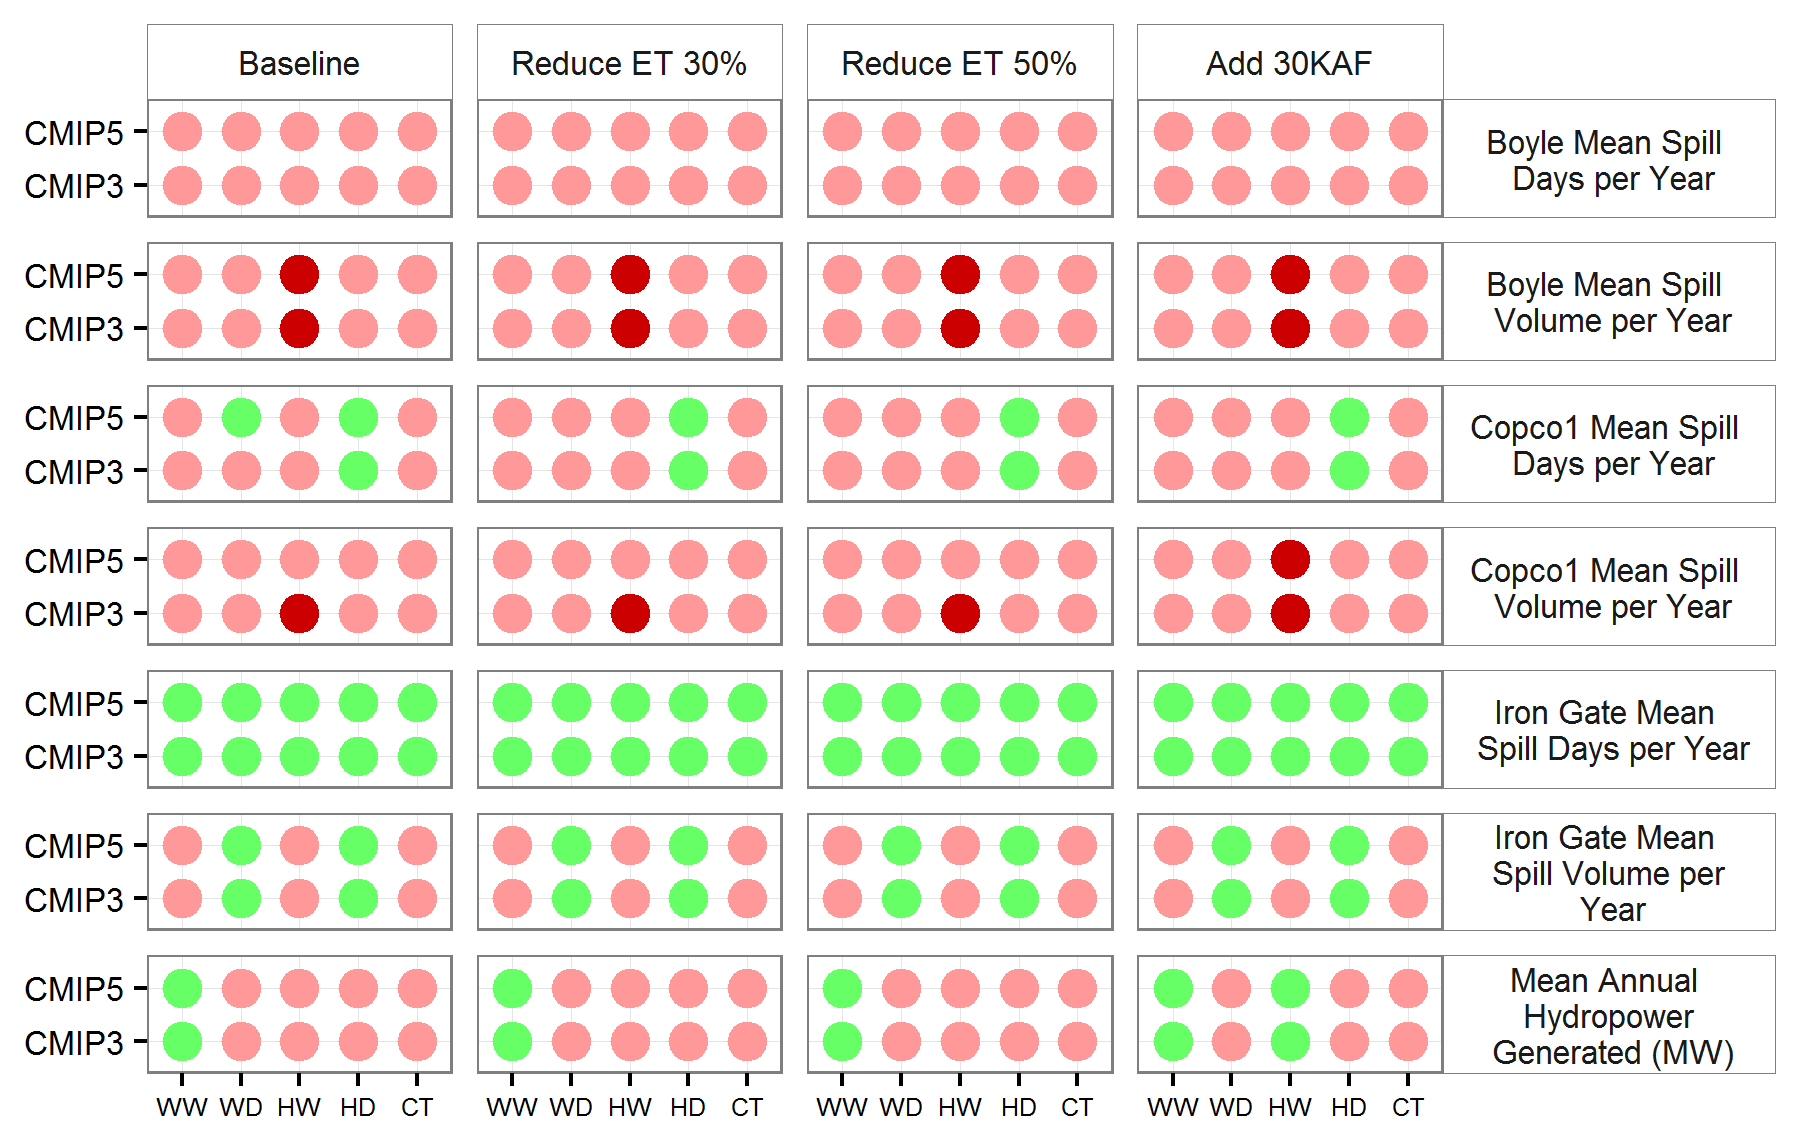 Baseline
Reduce ET 30%
Reduce ET 50%
Add 30KAF
CMIP5
CMIP3
Boyle Mean Spill
Days per Year
CMIP5
CMIP3
Boyle Mean Spill
Volume per Year
CMIP5
CMIP3
Copco1 Mean Spill
Days per Year
CMIP5
CMIP3
Copco1 Mean Spill
Volume per Year
CMIP5
CMIP3
Iron Gate Mean
Spill Days per Year
CMIP5
CMIP3
Iron Gate Mean
Spill Volume per
Year
CMIP5
CMIP3
Mean Annual
Hydropower
Generated (MW)
WW WD HW HD CT
WW WD HW HD CT
WW WD HW HD CT
WW WD HW HD CT